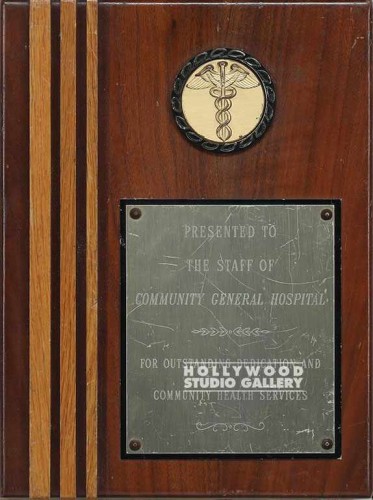 PRESENTED TO
THE STAFF OF
COMMUNITY GENERAL HOSPITAL
FOR OUTSTANDING DEDICATION AND
HOLLYWOOD
STUDIO GALLERY
COMMUNITY HEALTH SERVICES